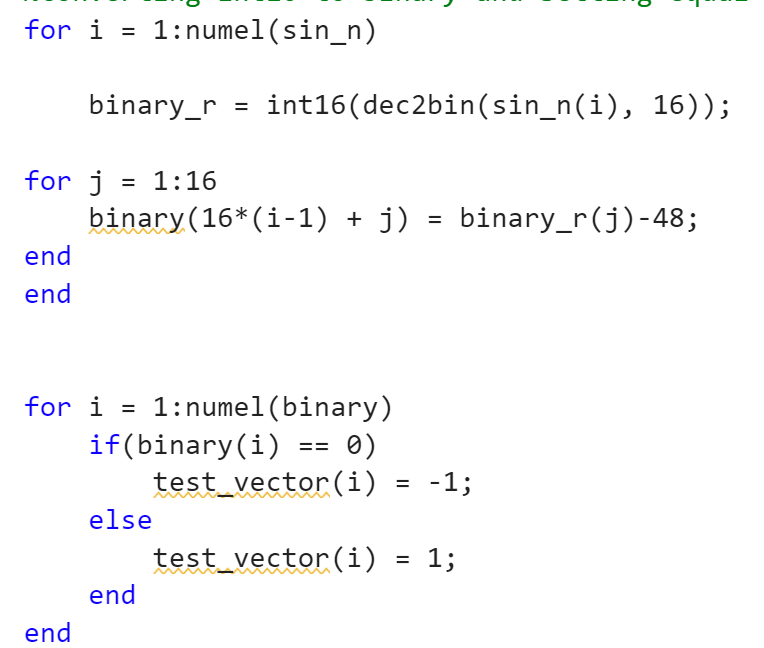 for i = 1:numel(sin_n)
binary_r = int16(dec2bin(sin_n(i), 16));
for j = 1:16
binary(16*(i-1) + j) = binary_r(j)-48;
end
end
for i = 1:numel(binary)
if(binary(i) == 0)
test_vector(i) = -1;
else
test_vector(i) = 1;
end
end